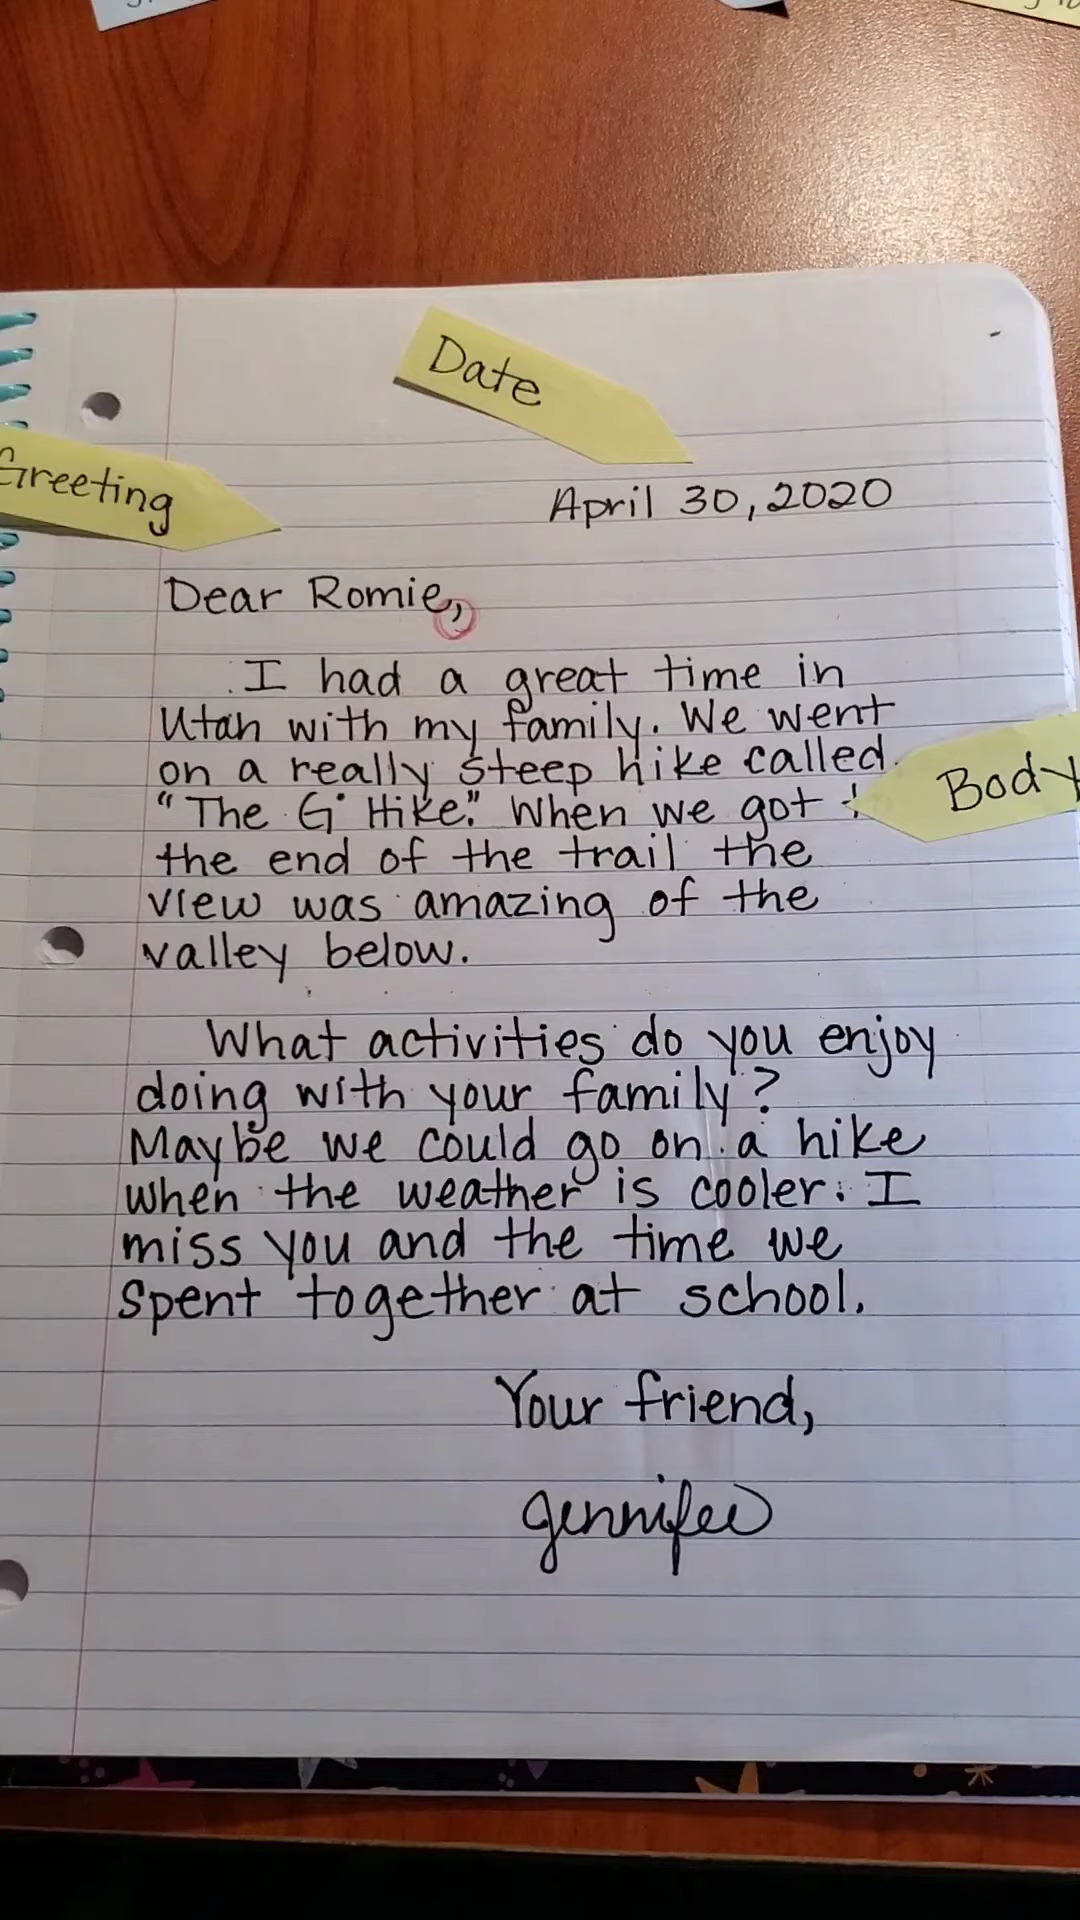 Date
Greeting
April 30, 2020
Dear Romie,
I had a great time in
Utah with my family. We went
on a really steep hike called
"The G Hike." When we got
Body
the end of the trail the
view was amazing of the
valley below.
What activities do you enjoy
doing with your family?
Maybe we could go on a hike
when the weather is cooler. I
miss you and the time we
spent together at school.
Your friend,
Jennifer